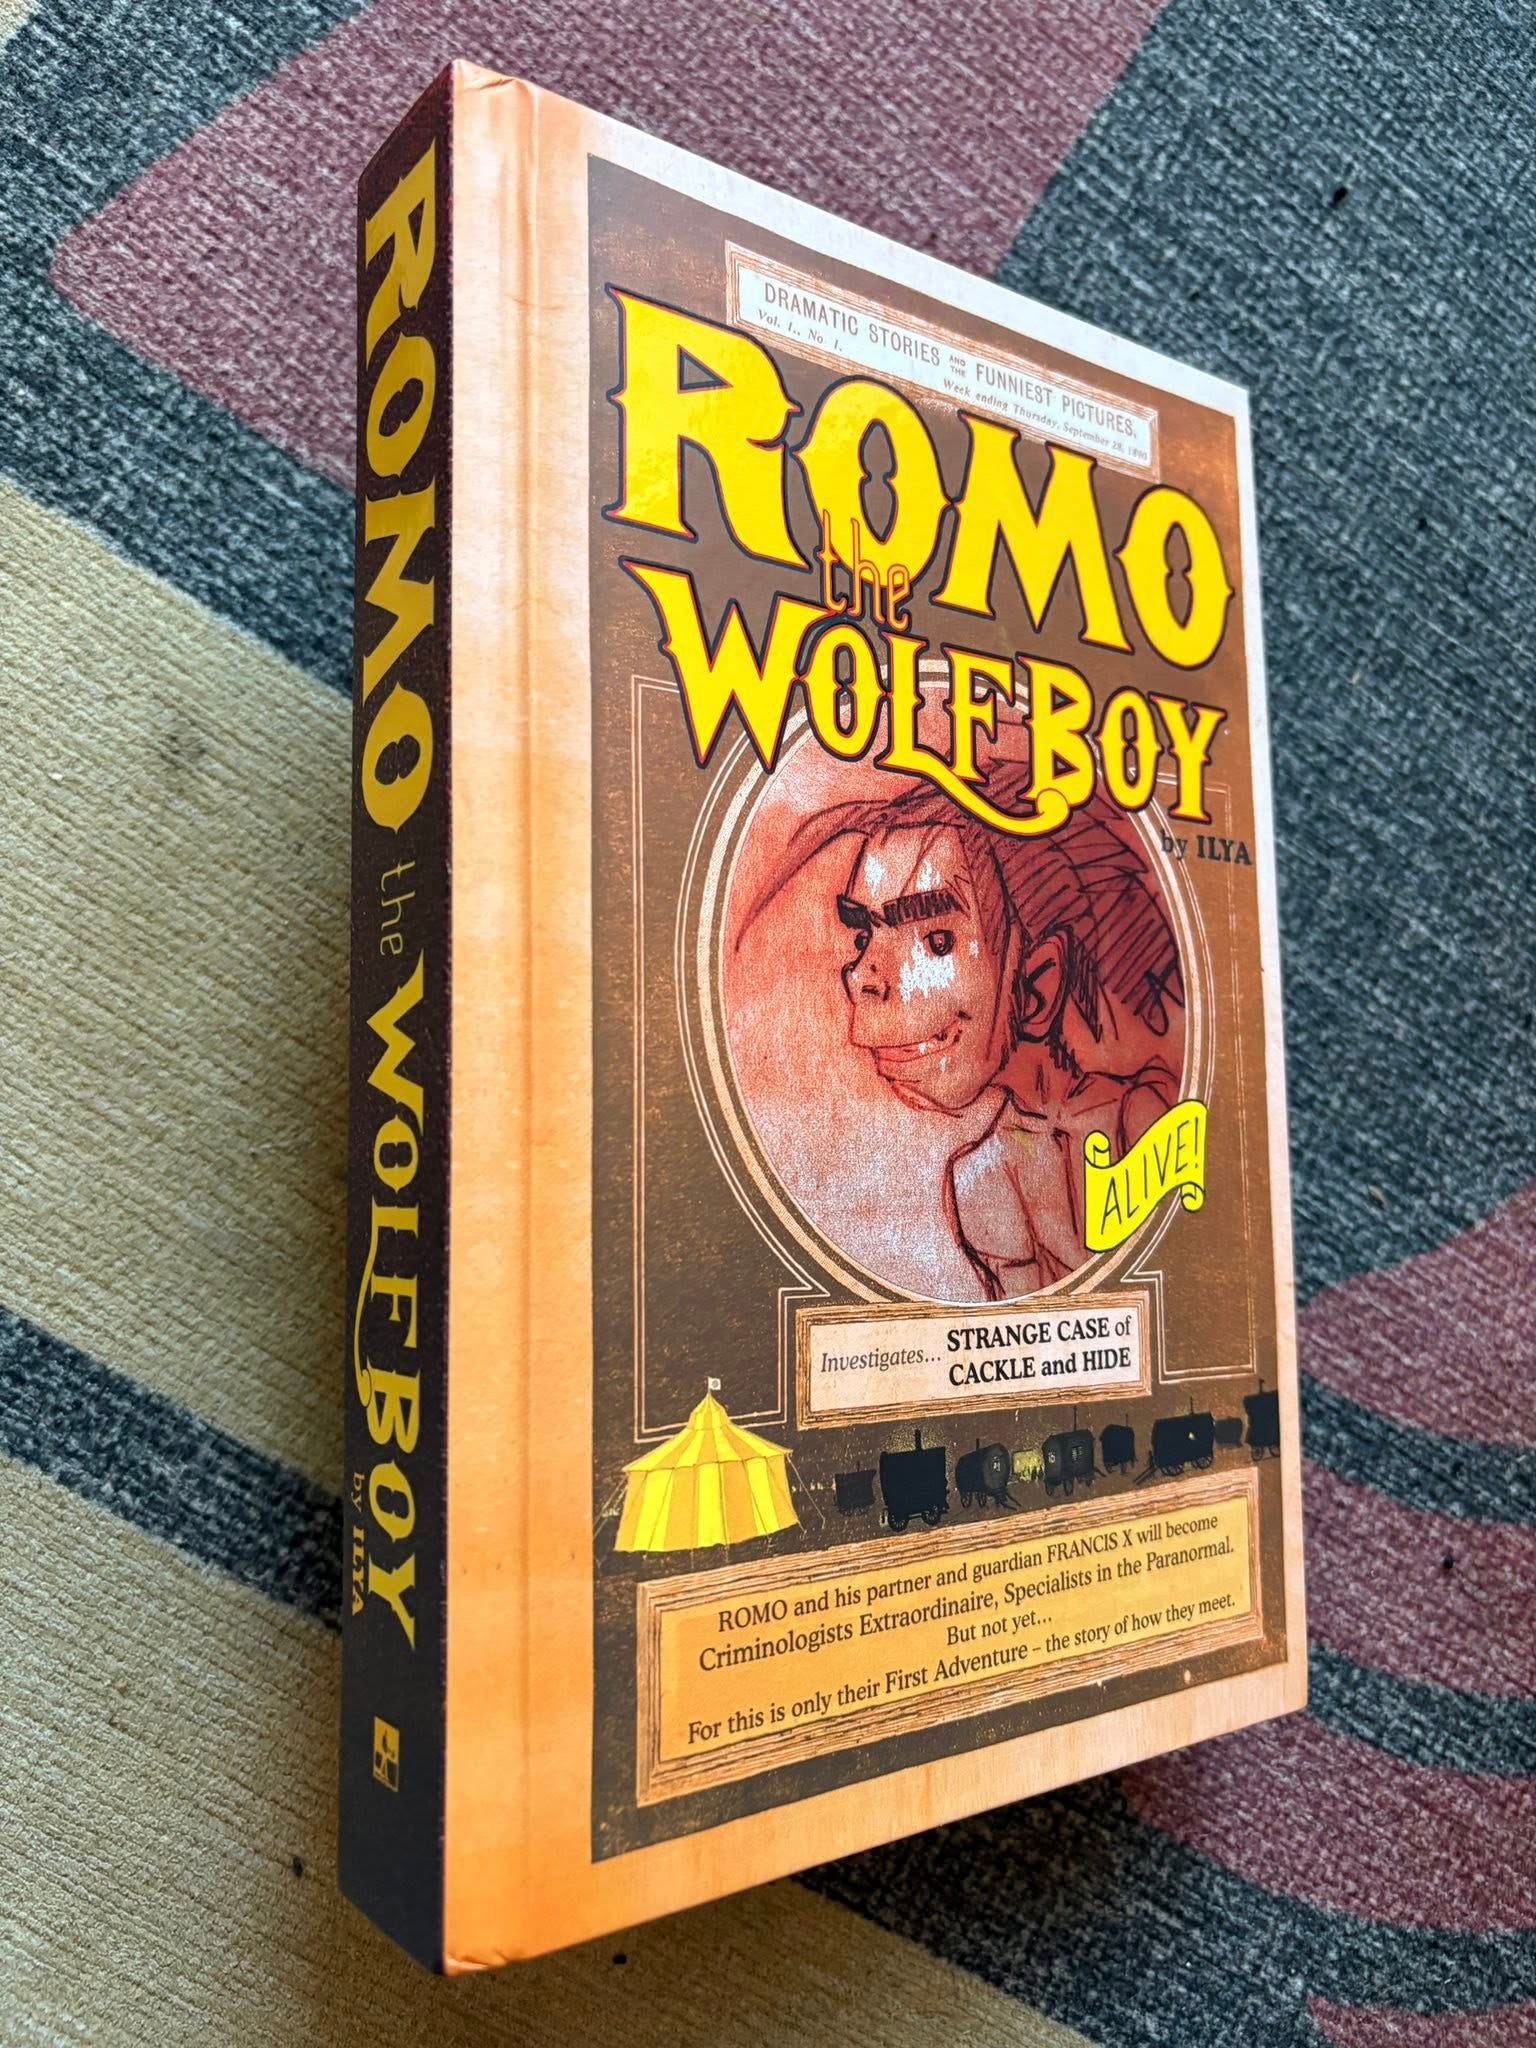 ROMO the WOLFBOY by ILYA
DRAMATIC STORIES AND THE FUNNIEST PICTURES.
Vol. 1., No. 1.
Week ending Thursday, September 28, 1890
ROMO
the
WOLFBOY
by ILYA
ALIVE!
Investigates... STRANGE CASE of
CACKLE and HIDE
ROMO and his partner and guardian FRANCIS X will become
Criminologists Extraordinaire, Specialists in the Paranormal.
But not yet...
For this is only their First Adventure – the story of how they meet.